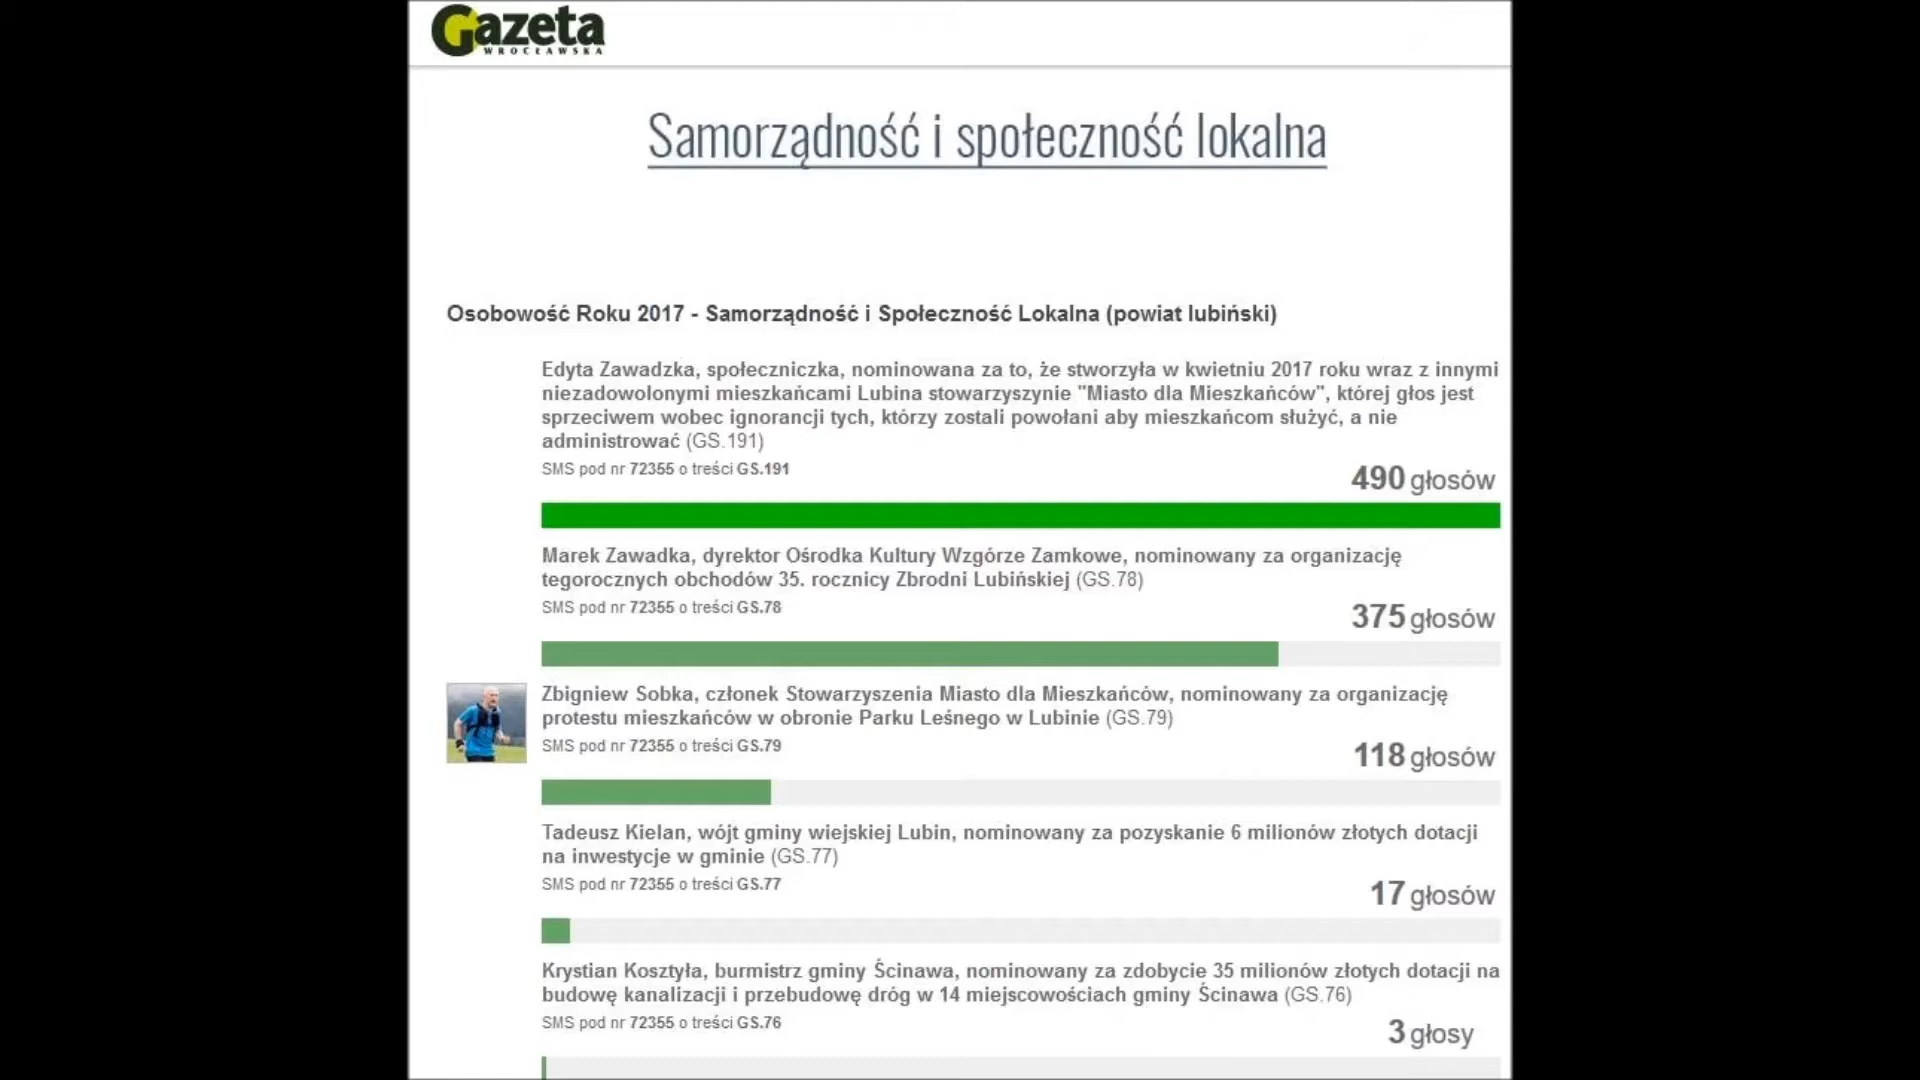 Gazeta
WROCŁAWSKA
Samorządność i społeczność lokalna
Osobowość Roku 2017 - Samorządność i Społeczność Lokalna (powiat lubiński)
Edyta Zawadzka, społeczniczka, nominowana za to, że stworzyła w kwietniu 2017 roku wraz z innymi
niezadowolonymi mieszkańcami Lubina stowarzyszynie "Miasto dla Mieszkańców", której głos jest
sprzeciwem wobec ignorancji tych, którzy zostali powołani aby mieszkańcom służyć, a nie
administrować (GS.191)
SMS pod nr 72355 o treści GS.191
490 głosów
Marek Zawadka, dyrektor Ośrodka Kultury Wzgórze Zamkowe, nominowany za organizację
tegorocznych obchodów 35. rocznicy Zbrodni Lubińskiej (GS.78)
SMS pod nr 72355 o treści GS.78
375 głosów
Zbigniew Sobka, członek Stowarzyszenia Miasto dla Mieszkańców, nominowany za organizację
protestu mieszkańców w obronie Parku Leśnego w Lubinie (GS.79)
SMS pod nr 72355 o treści GS.79
118 głosów
Tadeusz Kielan, wójt gminy wiejskiej Lubin, nominowany za pozyskanie 6 milionów złotych dotacji
na inwestycje w gminie (GS.77)
SMS pod nr 72355 o treści GS.77
17 głosów
Krystian Kosztyła, burmistrz gminy Ścinawa, nominowany za zdobycie 35 milionów złotych dotacji na
budowę kanalizacji i przebudowę dróg w 14 miejscowościach gminy Ścinawa (GS.76)
SMS pod nr 72355 o treści GS.76
3 głosy